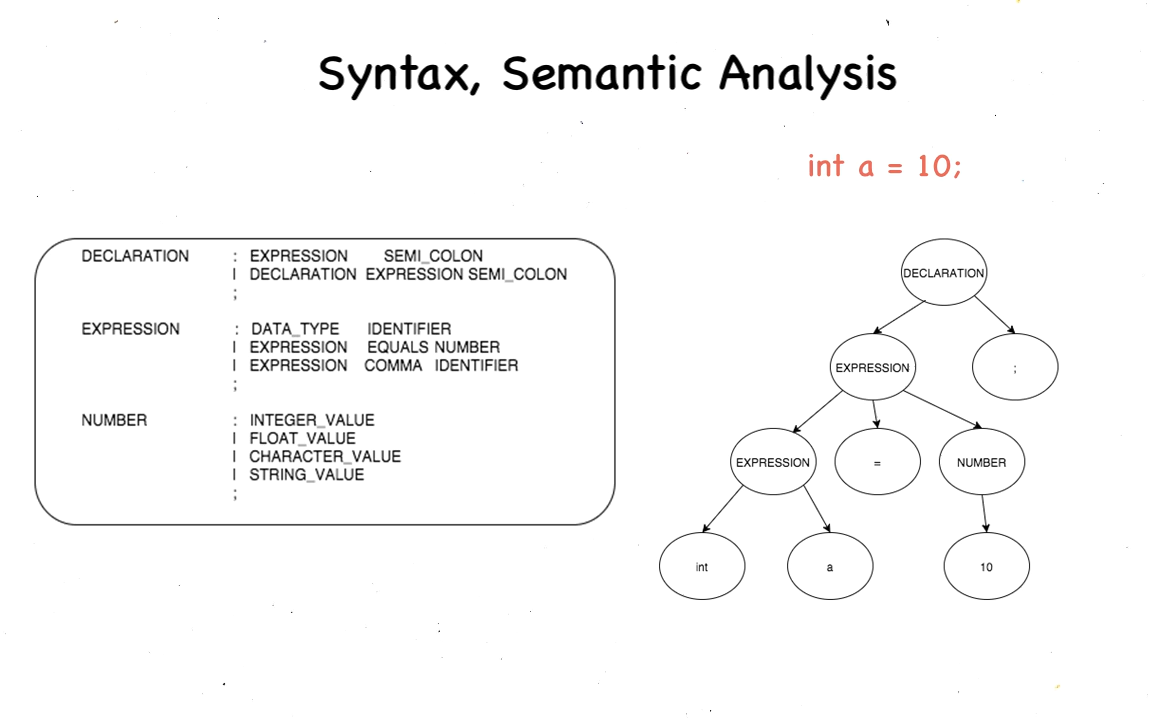 Syntax, Semantic Analysis
int a = 10;
DECLARATION : EXPRESSION SEMI_COLON
| DECLARATION EXPRESSION SEMI_COLON
;
EXPRESSION : DATA_TYPE IDENTIFIER
| EXPRESSION EQUALS NUMBER
| EXPRESSION COMMA IDENTIFIER
;
NUMBER : INTEGER_VALUE
| FLOAT_VALUE
| CHARACTER_VALUE
| STRING_VALUE
;
DECLARATION
EXPRESSION ;
EXPRESSION = NUMBER
int a 10